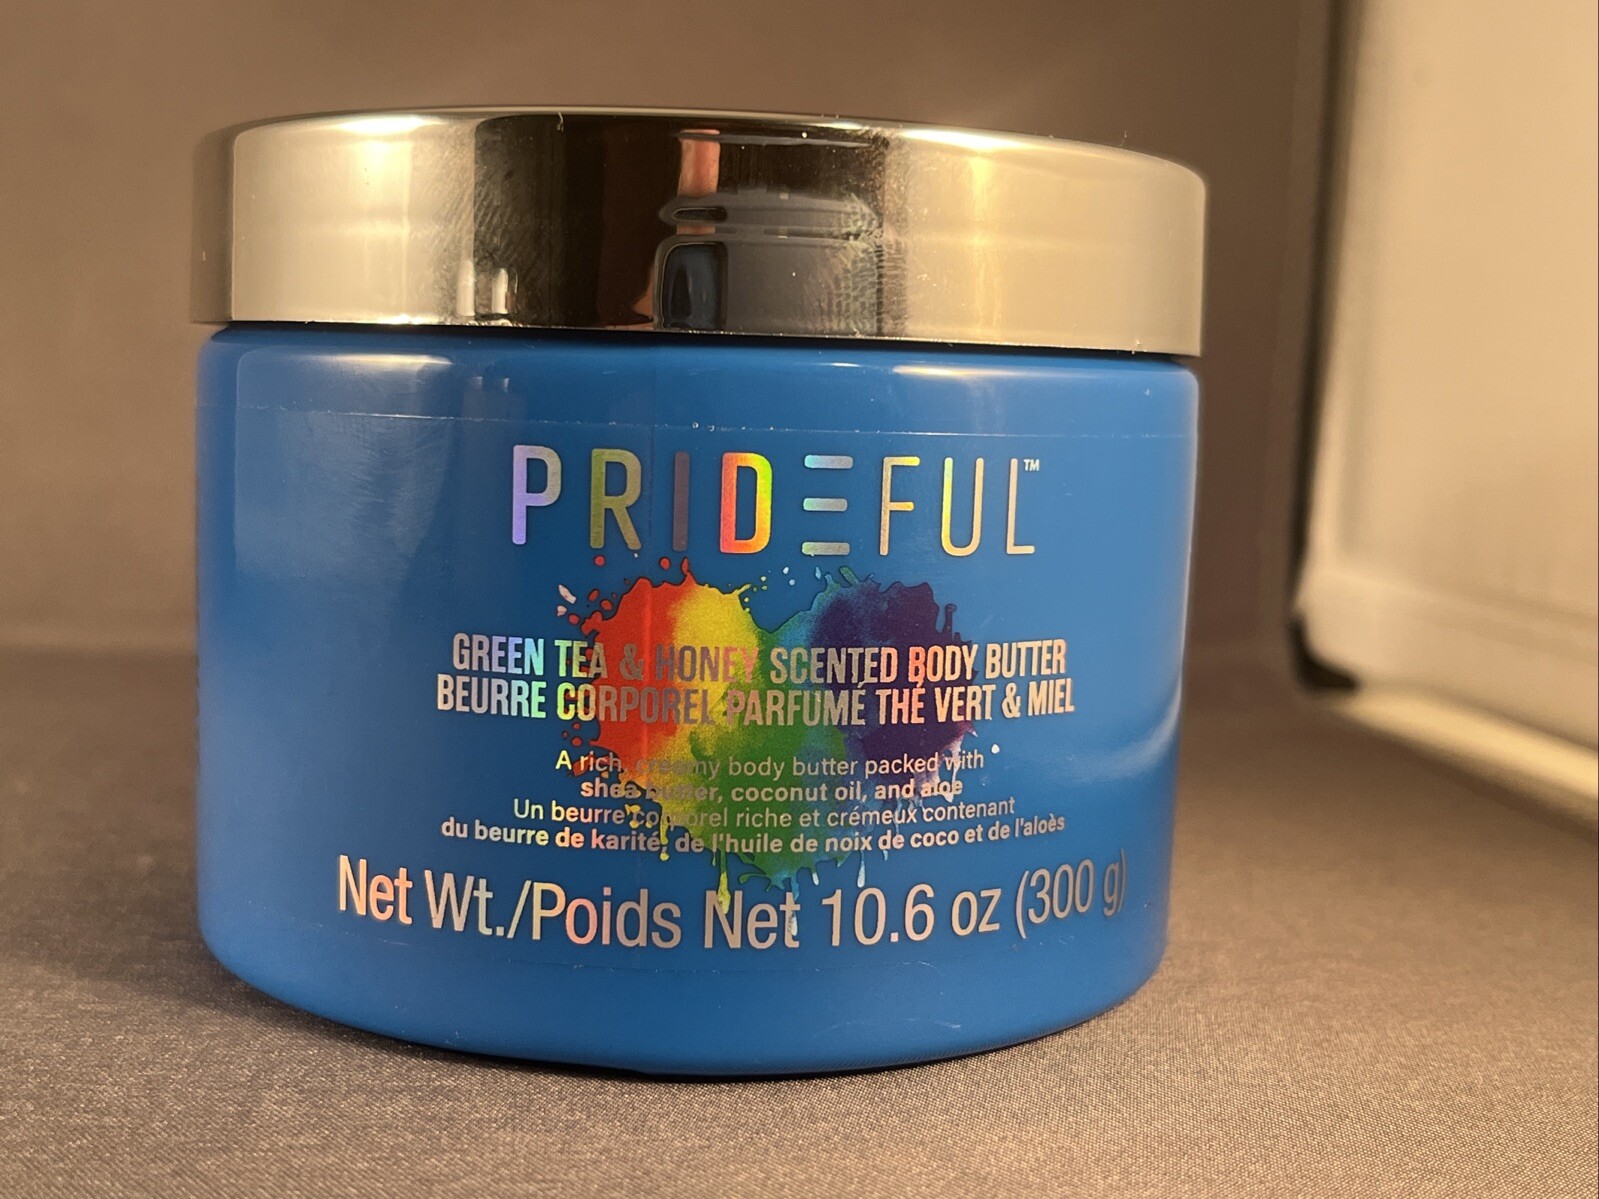 PRIDEFUL™
GREEN TEA & HONEY SCENTED BODY BUTTER
BEURRE CORPOREL PARFUMÉ THÉ VERT & MIEL
A rich, creamy body butter packed with
shea butter, coconut oil, and aloe
Un beurre corporel riche et crémeux contenant
du beurre de karité, de l'huile de noix de coco et de l'aloès
Net Wt./Poids Net 10.6 oz (300 g)